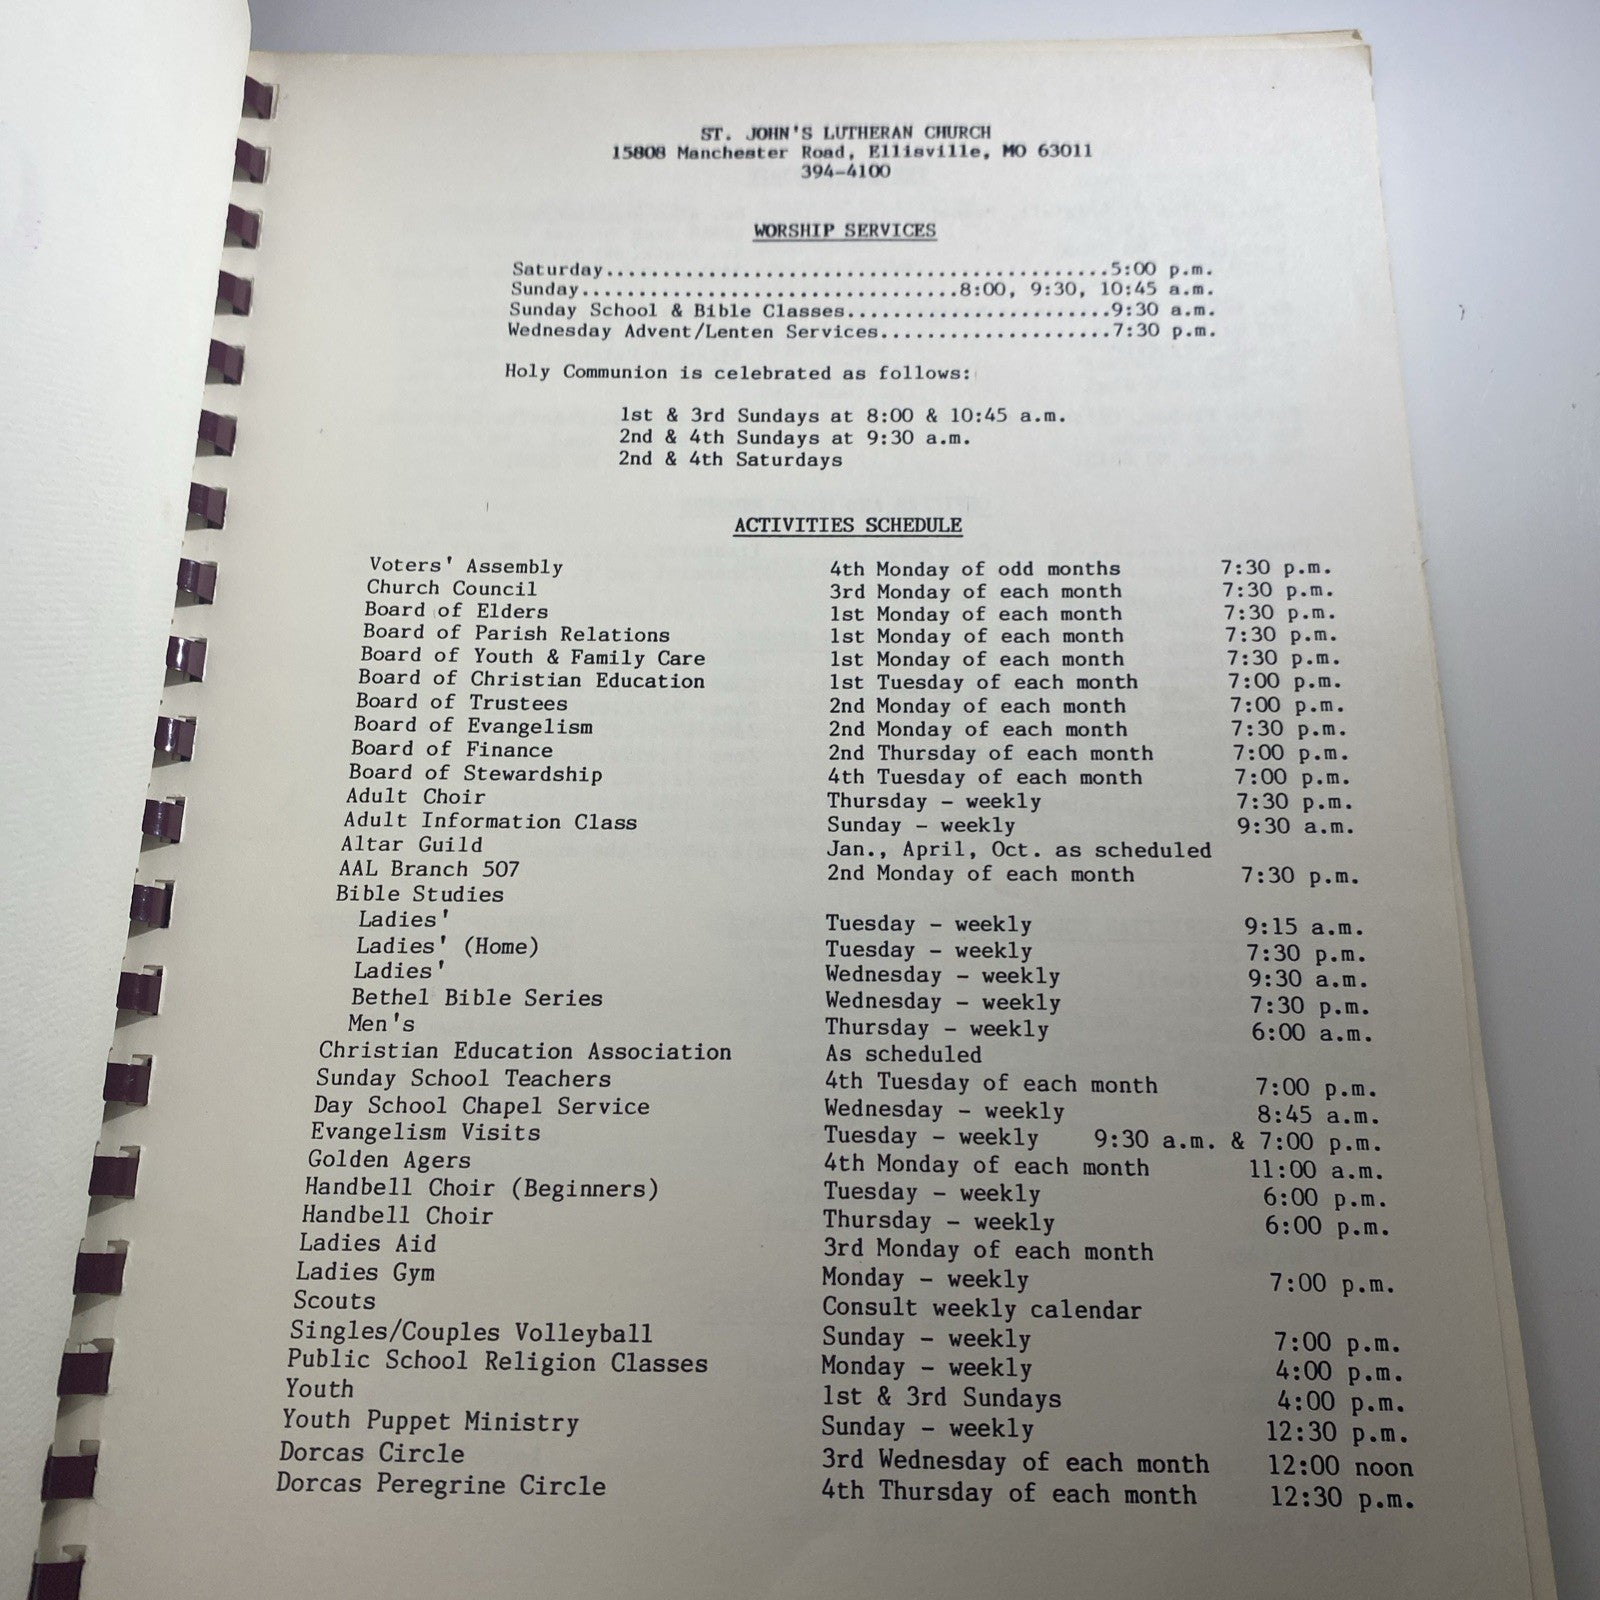 ST. JOHN'S LUTHERAN CHURCH
15808 Manchester Road, Ellisville, MO 63011
394-4100
WORSHIP SERVICES
Saturday...........................................5:00 p.m.
Sunday................................8:00, 9:30, 10:45 a.m.
Sunday School & Bible Classes.......................9:30 a.m.
Wednesday Advent/Lenten Services....................7:30 p.m.
Holy Communion is celebrated as follows:
1st & 3rd Sundays at 8:00 & 10:45 a.m.
2nd & 4th Sundays at 9:30 a.m.
2nd & 4th Saturdays
ACTIVITIES SCHEDULE
Voters' Assembly 4th Monday of odd months 7:30 p.m.
Church Council 3rd Monday of each month 7:30 p.m.
Board of Elders 1st Monday of each month 7:30 p.m.
Board of Parish Relations 1st Monday of each month 7:30 p.m.
Board of Youth & Family Care 1st Monday of each month 7:30 p.m.
Board of Christian Education 1st Tuesday of each month 7:00 p.m.
Board of Trustees 2nd Monday of each month 7:00 p.m.
Board of Evangelism 2nd Monday of each month 7:30 p.m.
Board of Finance 2nd Thursday of each month 7:00 p.m.
Board of Stewardship 4th Tuesday of each month 7:00 p.m.
Adult Choir Thursday - weekly 7:30 p.m.
Adult Information Class Sunday - weekly 9:30 a.m.
Altar Guild Jan., April, Oct. as scheduled
AAL Branch 507 2nd Monday of each month 7:30 p.m.
Bible Studies
Ladies' Tuesday - weekly 9:15 a.m.
Ladies' (Home) Tuesday - weekly 7:30 p.m.
Ladies' Wednesday - weekly 9:30 a.m.
Bethel Bible Series Wednesday - weekly 7:30 p.m.
Men's Thursday - weekly 6:00 a.m.
Christian Education Association As scheduled
Sunday School Teachers 4th Tuesday of each month 7:00 p.m.
Day School Chapel Service Wednesday - weekly 8:45 a.m.
Evangelism Visits Tuesday - weekly 9:30 a.m. & 7:00 p.m.
Golden Agers 4th Monday of each month 11:00 a.m.
Handbell Choir (Beginners) Tuesday - weekly 6:00 p.m.
Handbell Choir Thursday - weekly 6:00 p.m.
Ladies Aid 3rd Monday of each month
Ladies Gym Monday - weekly 7:00 p.m.
Scouts Consult weekly calendar
Singles/Couples Volleyball Sunday - weekly 7:00 p.m.
Public School Religion Classes Monday - weekly 4:00 p.m.
Youth 1st & 3rd Sundays 4:00 p.m.
Youth Puppet Ministry Sunday - weekly 12:30 p.m.
Dorcas Circle 3rd Wednesday of each month 12:00 noon
Dorcas Peregrine Circle 4th Thursday of each month 12:30 p.m.